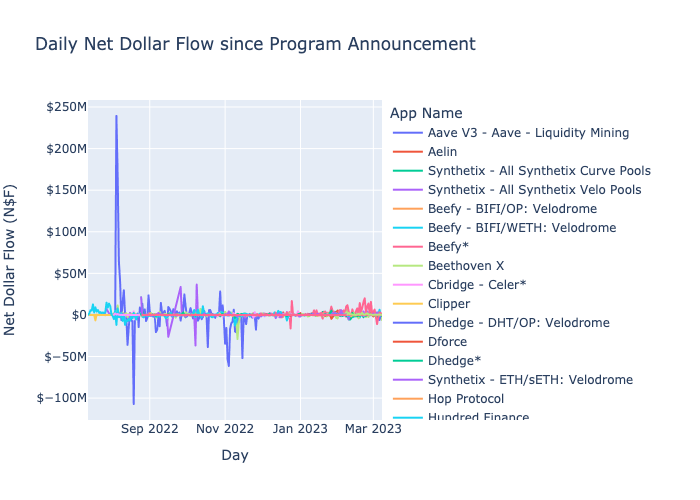 Daily Net Dollar Flow since Program Announcement
Net Dollar Flow (N$F)
$250M
$200M
$150M
$100M
$50M
$0
−$50M
−$100M
Sep 2022
Nov 2022
Jan 2023
Mar 2023
Day
App Name
Aave V3 - Aave - Liquidity Mining
Aelin
Synthetix - All Synthetix Curve Pools
Synthetix - All Synthetix Velo Pools
Beefy - BIFI/OP: Velodrome
Beefy - BIFI/WETH: Velodrome
Beefy*
Beethoven X
Cbridge - Celer*
Clipper
Dhedge - DHT/OP: Velodrome
Dforce
Dhedge*
Synthetix - ETH/sETH: Velodrome
Hop Protocol
Hundred Finance